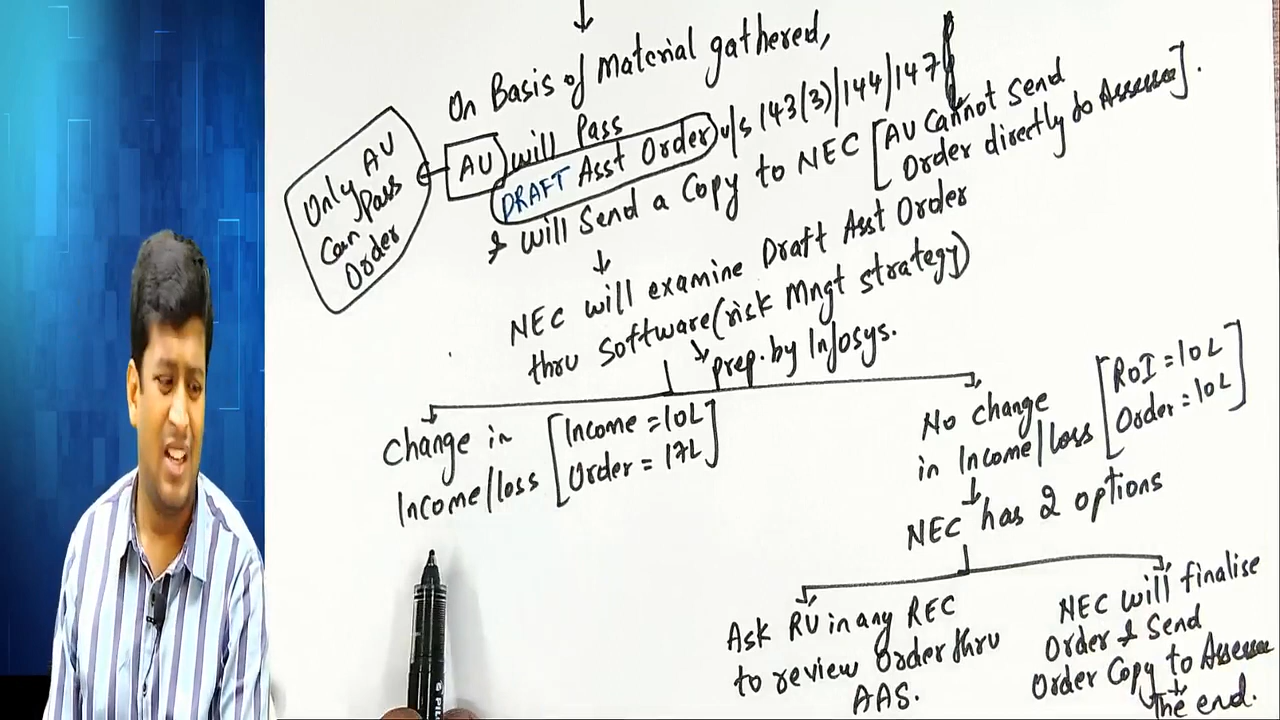 On Basis of Material gathered,
AU will Pass
DRAFT Asst Order u/s 143(3)/144/147
& will Send a Copy to NEC [AU Cannot Send
Order directly to Assessee].
Only AU
Can Pass
Order
NEC will examine Draft Asst Order
thru Software (risk Mngt strategy)
prep. by Infosys.
Change in
Income/loss
[Income = 10L
Order = 17L]
No change
in Income/loss
[RoI = 10L
Order = 10L]
NEC has 2 options
Ask RU in any REC
to review Order thru
AAS.
NEC will finalise
Order & Send
Order Copy to Assessee
The end.